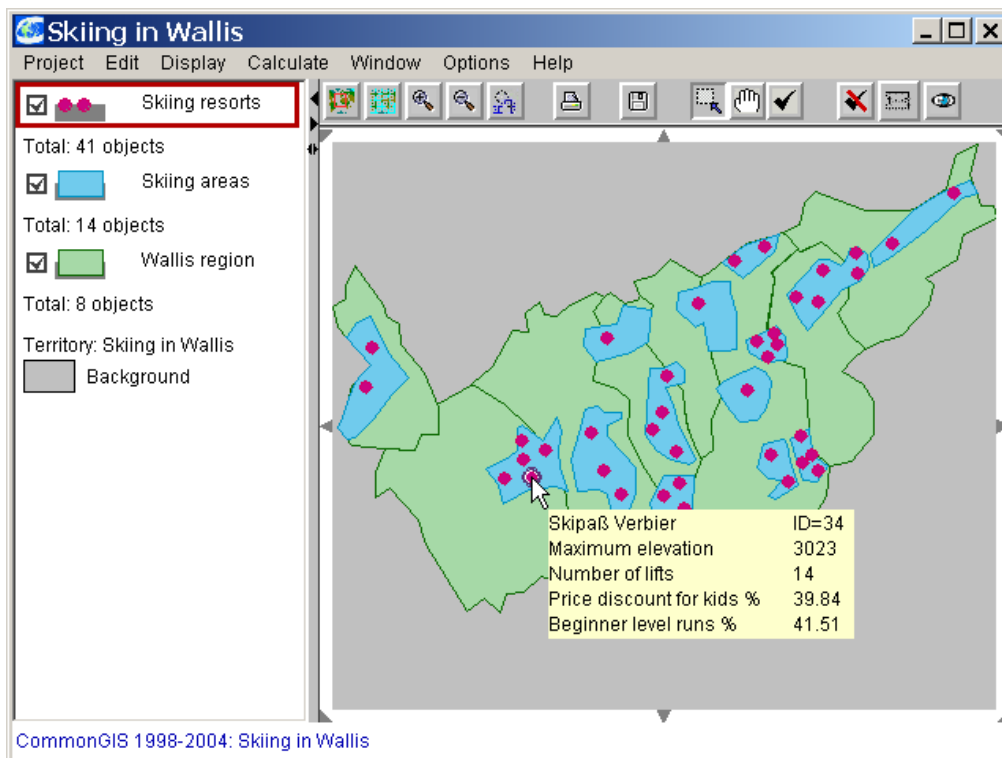 Skiing in Wallis
Project Edit Display Calculate Window Options Help
Skiing resorts
Total: 41 objects
Skiing areas
Total: 14 objects
Wallis region
Total: 8 objects
Territory: Skiing in Wallis
Background
Skipaß Verbier ID=34
Maximum elevation 3023
Number of lifts 14
Price discount for kids % 39.84
Beginner level runs % 41.51
CommonGIS 1998-2004: Skiing in Wallis